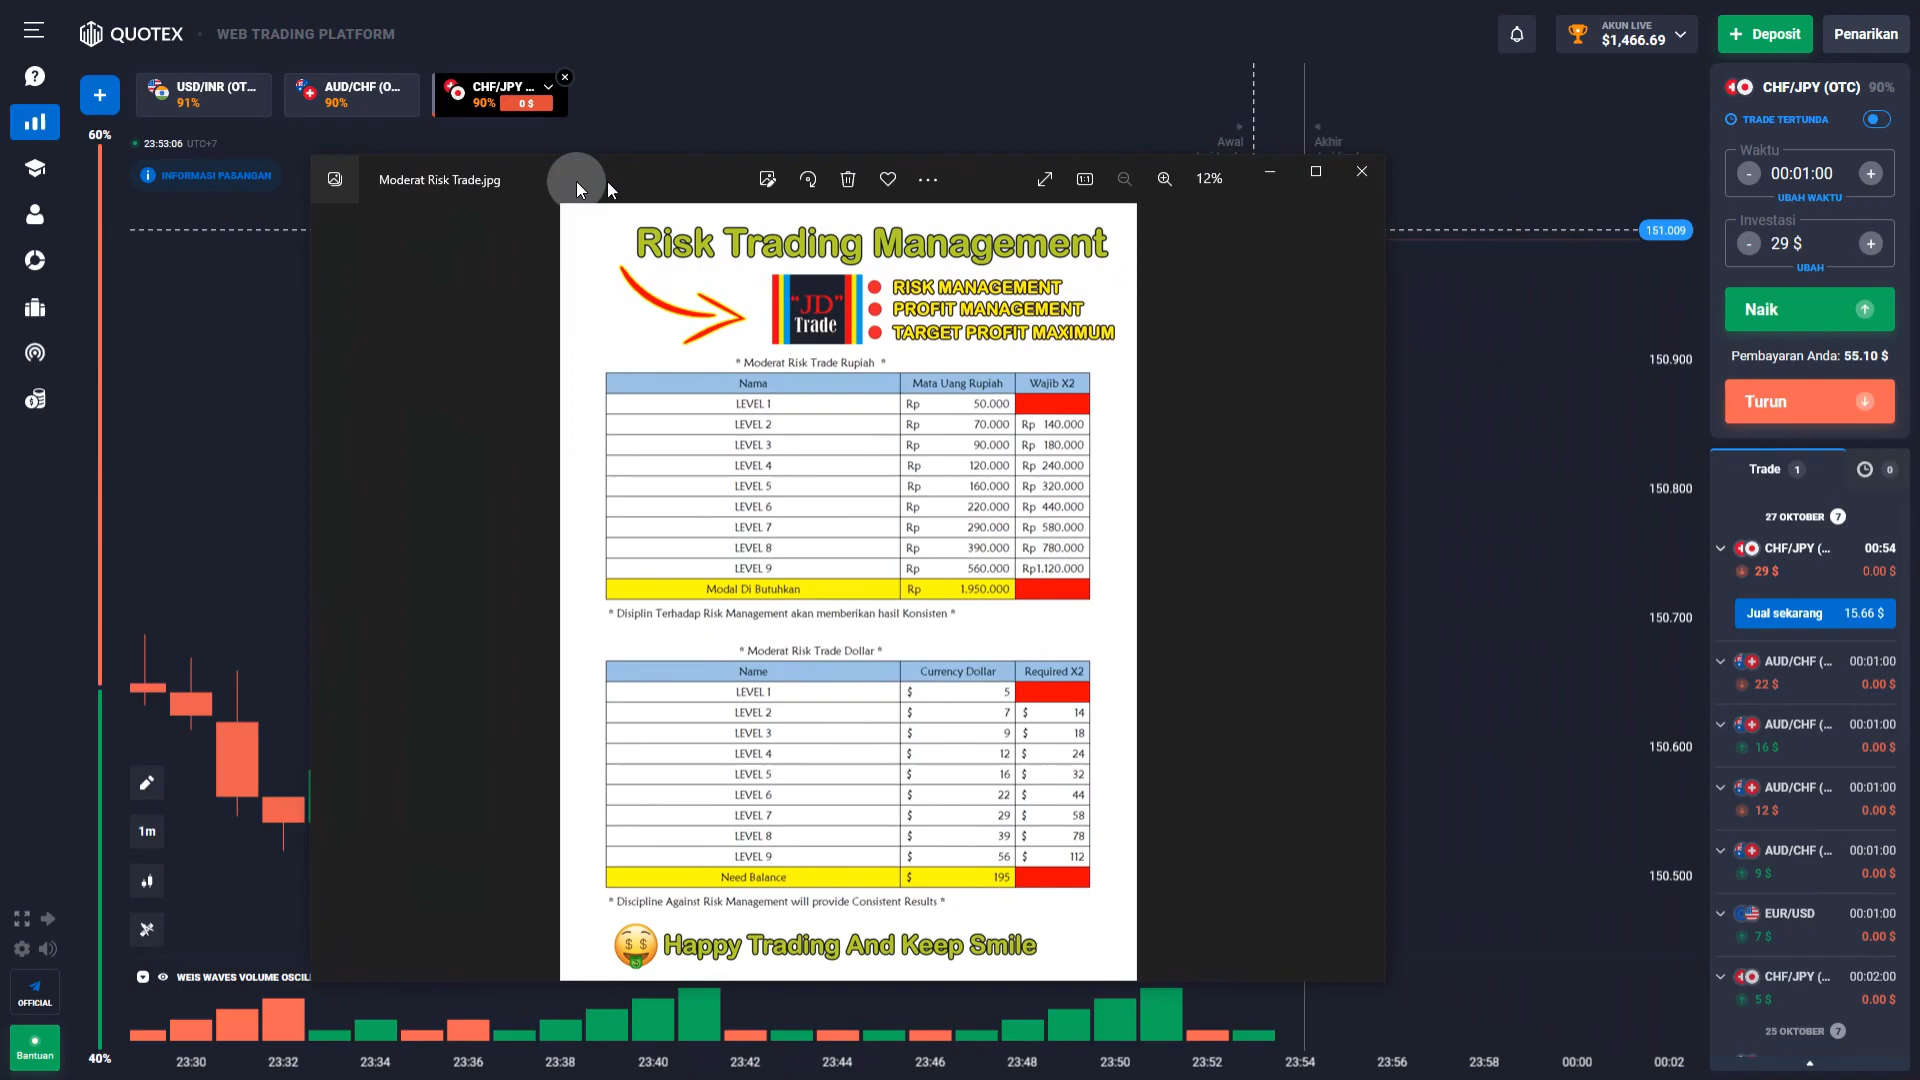 QUOTEX
WEB TRADING PLATFORM
AKUN LIVE
$1,466.69
Deposit
Penarikan
USD/INR (OT...
91%
AUD/CHF (O...
90%
CHF/JPY ...
90%
0 $
60%
23:53:06 UTC+7
INFORMASI PASANGAN
Awal
Akhir
Moderat Risk Trade.jpg
12%
Risk Trading Management
"JD"
Trade
RISK MANAGEMENT
PROFIT MANAGEMENT
TARGET PROFIT MAXIMUM
* Moderat Risk Trade Rupiah *
Nama Mata Uang Rupiah Wajib X2
LEVEL 1 Rp 50.000
LEVEL 2 Rp 70.000 Rp 140.000
LEVEL 3 Rp 90.000 Rp 180.000
LEVEL 4 Rp 120.000 Rp 240.000
LEVEL 5 Rp 160.000 Rp 320.000
LEVEL 6 Rp 220.000 Rp 440.000
LEVEL 7 Rp 290.000 Rp 580.000
LEVEL 8 Rp 390.000 Rp 780.000
LEVEL 9 Rp 560.000 Rp1.120.000
Modal Di Butuhkan Rp 1.950.000
* Disiplin Terhadap Risk Management akan memberikan hasil Konsisten *
* Moderat Risk Trade Dollar *
Name Currency Dollar Required X2
LEVEL 1 $ 5
LEVEL 2 $ 7 $ 14
LEVEL 3 $ 9 $ 18
LEVEL 4 $ 12 $ 24
LEVEL 5 $ 16 $ 32
LEVEL 6 $ 22 $ 44
LEVEL 7 $ 29 $ 58
LEVEL 8 $ 39 $ 78
LEVEL 9 $ 56 $ 112
Need Balance $ 195
* Discipline Against Risk Management will provide Consistent Results *
Happy Trading And Keep Smile
151.009
150.900
150.800
150.700
150.600
150.500
1m
WEIS WAVES VOLUME OSCIL
OFFICIAL
Bantuan
40%
23:30 23:32 23:34 23:36 23:38 23:40 23:42 23:44 23:46 23:48 23:50 23:52 23:54 23:56 23:58 00:00 00:02
CHF/JPY (OTC) 90%
TRADE TERTUNDA
Waktu
- 00:01:00 +
UBAH WAKTU
Investasi
- 29 $ +
UBAH
Naik
Pembayaran Anda: 55.10 $
Turun
Trade 1 0
27 OKTOBER 7
CHF/JPY (... 00:54
29 $ 0.00 $
Jual sekarang 15.66 $
AUD/CHF (... 00:01:00
22 $ 0.00 $
AUD/CHF (... 00:01:00
16 $ 0.00 $
AUD/CHF (... 00:01:00
12 $ 0.00 $
AUD/CHF (... 00:01:00
9 $ 0.00 $
EUR/USD 00:01:00
7 $ 0.00 $
CHF/JPY (... 00:02:00
5 $ 0.00 $
25 OKTOBER 7